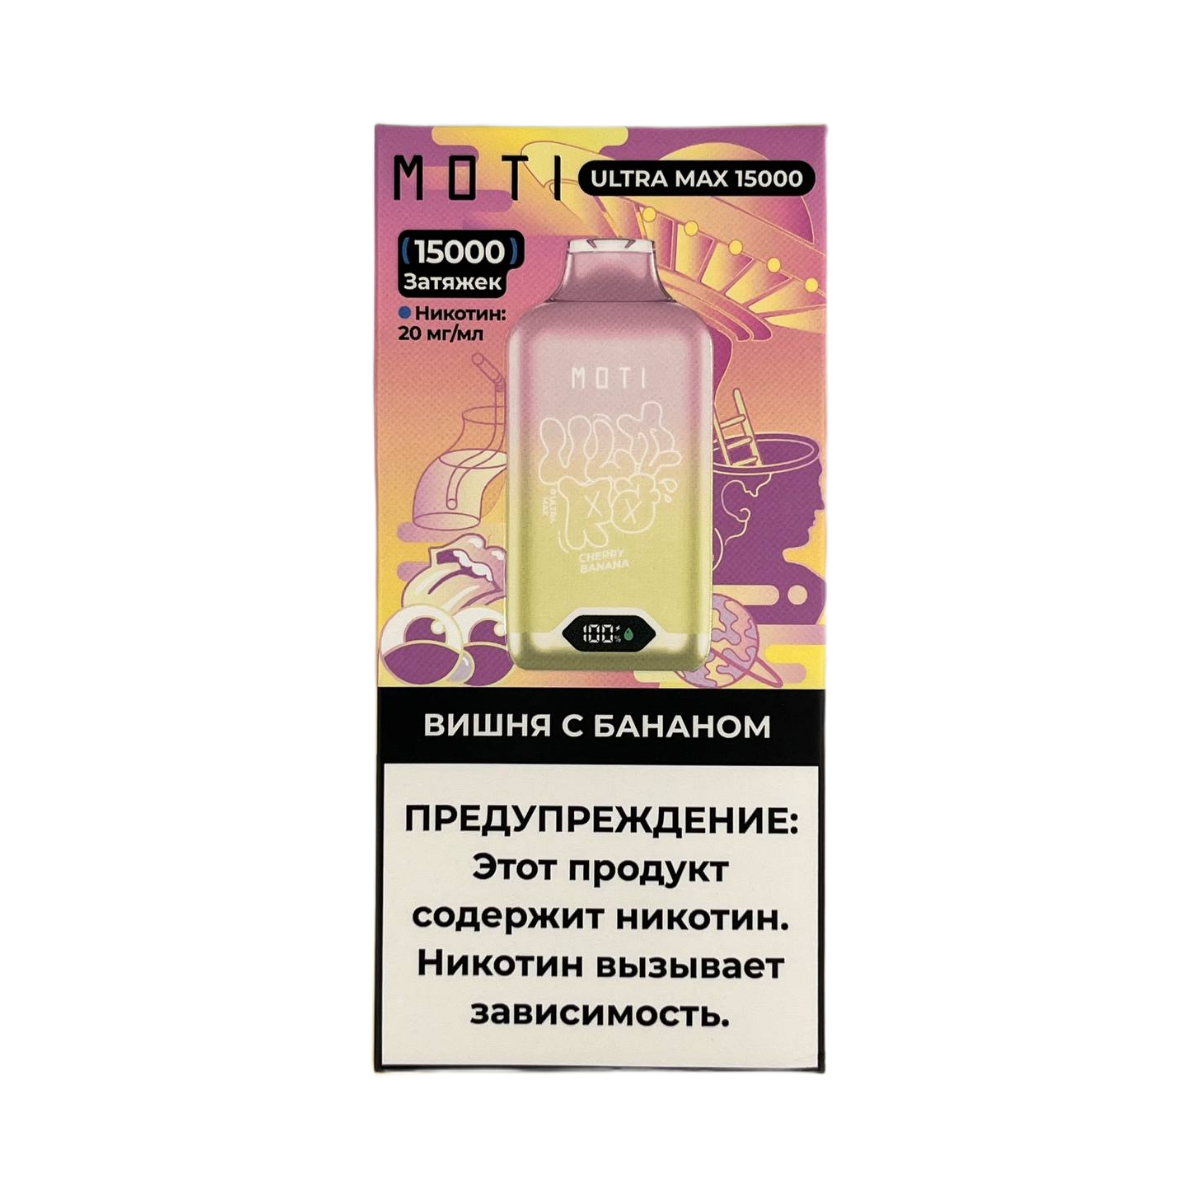 MOTI
ULTRA MAX 15000
15000
Затяжек
Никотин:
20 мг/мл
MOTI
CHERRY
BANANA
100%
ВИШНЯ С БАНАНОМ
ПРЕДУПРЕЖДЕНИЕ:
Этот продукт
содержит никотин.
Никотин вызывает
зависимость.